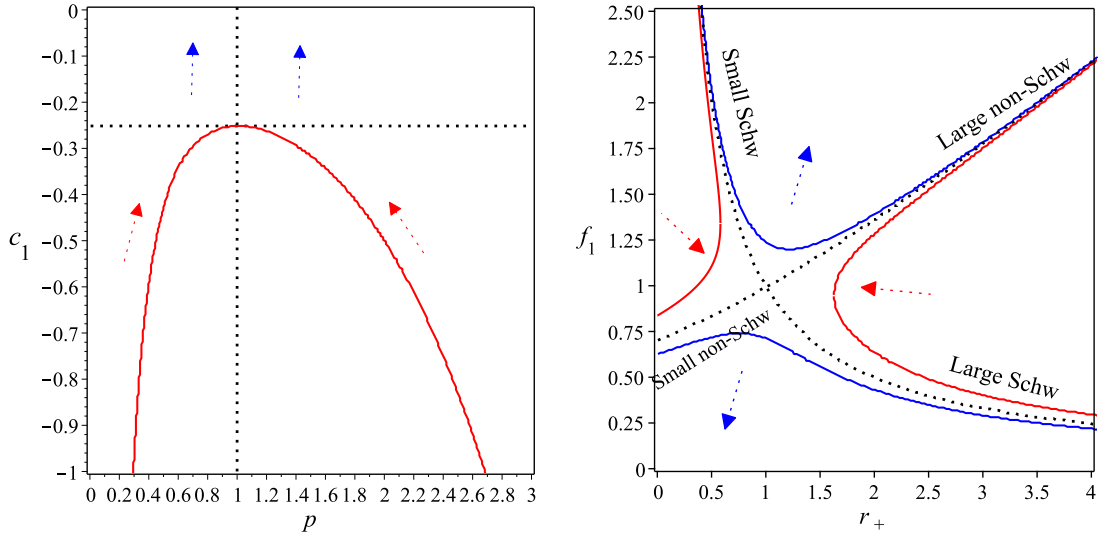 0
−0.1
−0.2
−0.3
−0.4
c1
−0.5
−0.6
−0.7
−0.8
−0.9
−1
0 0.2 0.4 0.6 0.8 1 1.2 1.4 1.6 1.8 2 2.2 2.4 2.6 2.8 3
p
2.50
2.25
2
1.75
1.50
f1
1.25
1
0.75
0.50
0.25
0
Small Schw
Large non-Schw
Small non-Schw
Large Schw
0 0.5 1 1.5 2 2.5 3 3.5 4
r+